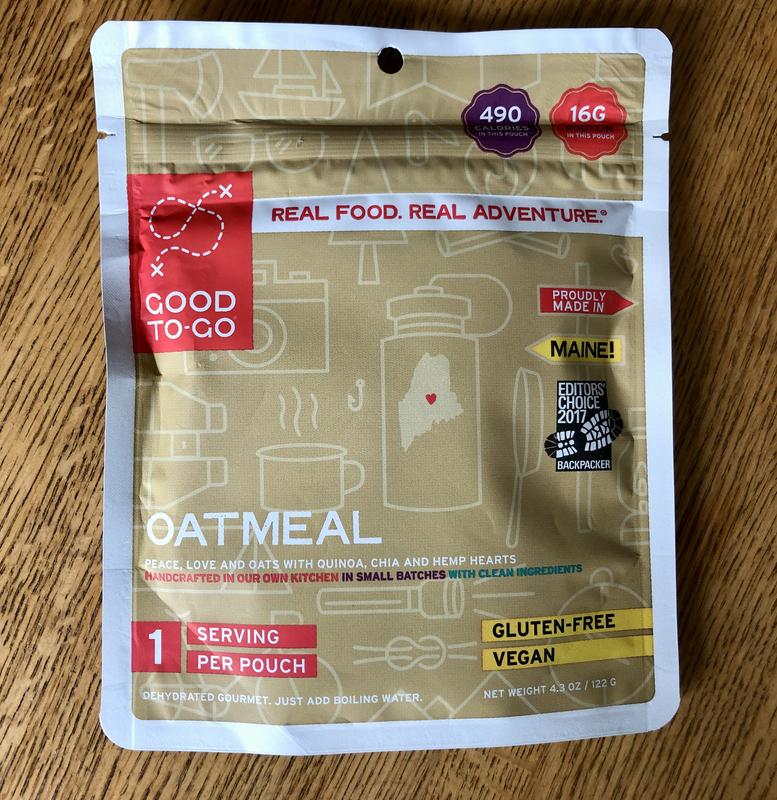 490
CALORIES
IN THIS POUCH
16G
PROTEIN
IN THIS POUCH
REAL FOOD. REAL ADVENTURE.®
GOOD
TO-GO
PROUDLY
MADE IN
MAINE!
EDITORS'
CHOICE
2017
BACKPACKER
OATMEAL
PEACE, LOVE AND OATS WITH QUINOA, CHIA AND HEMP HEARTS
HANDCRAFTED IN OUR OWN KITCHEN IN SMALL BATCHES WITH CLEAN INGREDIENTS
1
SERVING
PER POUCH
GLUTEN-FREE
VEGAN
DEHYDRATED GOURMET. JUST ADD BOILING WATER.
NET WEIGHT 4.3 OZ / 122 G